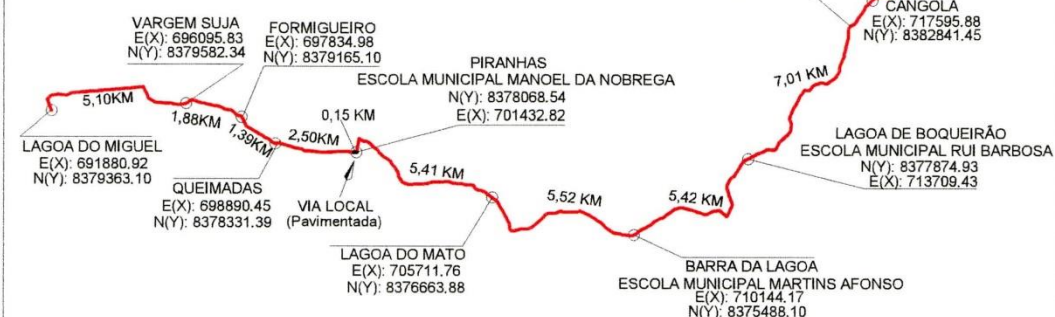 VARGEM SUJA
E(X): 696095.83
N(Y): 8379582.34
FORMIGUEIRO
E(X): 697834.98
N(Y): 8379165.10
PIRANHAS
ESCOLA MUNICIPAL MANOEL DA NOBREGA
N(Y): 8378068.54
E(X): 701432.82
CANGOLA
E(X): 717595.88
N(Y): 8382841.45
5,10KM
1,88KM
1,39KM
2,50KM
0,15 KM
5,41 KM
5,52 KM
5,42 KM
7,01 KM
LAGOA DO MIGUEL
E(X): 691880.92
N(Y): 8379363.10
QUEIMADAS
E(X): 698890.45
N(Y): 8378331.39
VIA LOCAL
(Pavimentada)
LAGOA DO MATO
E(X): 705711.76
N(Y): 8376663.88
LAGOA DE BOQUEIRÃO
ESCOLA MUNICIPAL RUI BARBOSA
N(Y): 8377874.93
E(X): 713709.43
BARRA DA LAGOA
ESCOLA MUNICIPAL MARTINS AFONSO
E(X): 710144.17
N(Y): 8375488.10